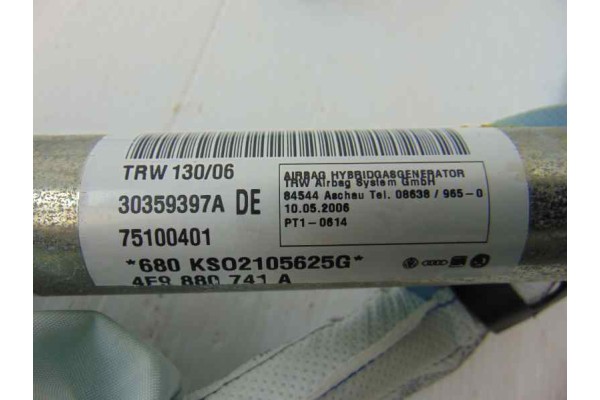 TRW 130/06
30359397A DE
75100401
*680 KSO2105625G*
4F9 880 741 A
AIRBAG HYBRIDGASGENERATOR
TRW Airbag System GmbH
84544 Aschau Tel. 08638 / 965-0
10.05.2006
PT1-0614